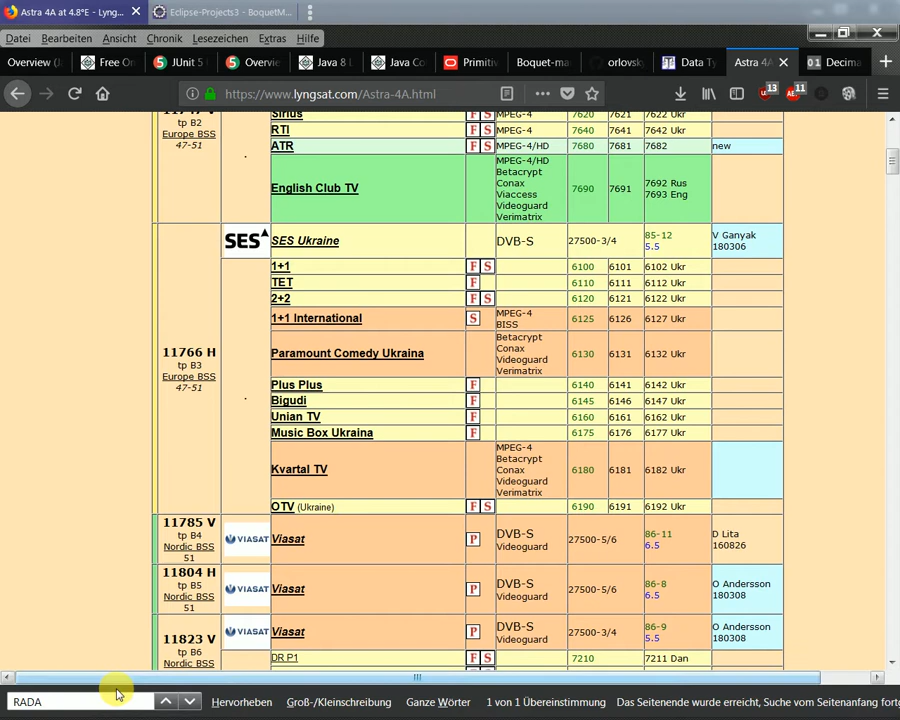 Astra 4A at 4.8°E - Lyng...
Eclipse-Projects3 - BoquetM...
Datei Bearbeiten Ansicht Chronik Lesezeichen Extras Hilfe
Overview (J
Free On
JUnit 5
Overvie
Java 8
Java Co
Primitiv
Boquet-ma
orlovsky
Data Ty
Astra 4A
Decima
https://www.lyngsat.com/Astra-4A.html
13
11
11747 V
tp B2
Europe BSS
47-51
Sirius F S MPEG-4 7620 7621 7622 Ukr
RTI F S MPEG-4 7640 7641 7642 Ukr
ATR F S MPEG-4/HD 7680 7681 7682 new
English Club TV
MPEG-4/HD
Betacrypt
Conax
Viaccess
Videoguard
Verimatrix
7690 7691
7692 Rus
7693 Eng
11766 H
tp B3
Europe BSS
47-51
SES SES Ukraine DVB-S 27500-3/4
85-12
5.5
V Ganyak
180306
1+1 F S 6100 6101 6102 Ukr
TET F 6110 6111 6112 Ukr
2+2 F S 6120 6121 6122 Ukr
1+1 International S
MPEG-4
BISS
6125 6126 6127 Ukr
Paramount Comedy Ukraina
Betacrypt
Conax
Videoguard
Verimatrix
6130 6131 6132 Ukr
Plus Plus F 6140 6141 6142 Ukr
Bigudi F 6145 6146 6147 Ukr
Unian TV F 6160 6161 6162 Ukr
Music Box Ukraina F 6175 6176 6177 Ukr
Kvartal TV
MPEG-4
Betacrypt
Conax
Videoguard
Verimatrix
6180 6181 6182 Ukr
OTV (Ukraine) F S 6190 6191 6192 Ukr
11785 V
tp B4
Nordic BSS
51
VIASAT Viasat P
DVB-S
Videoguard
27500-5/6
86-11
6.5
D Lita
160826
11804 H
tp B5
Nordic BSS
51
VIASAT Viasat P
DVB-S
Videoguard
27500-5/6
86-8
6.5
O Andersson
180308
11823 V
tp B6
Nordic BSS
VIASAT Viasat P
DVB-S
Videoguard
27500-3/4
86-9
5.5
O Andersson
180308
DR P1 F S 7210 7211 Dan
RADA
Hervorheben Groß-/Kleinschreibung Ganze Wörter 1 von 1 Übereinstimmung Das Seitenende wurde erreicht, Suche vom Seitenanfang fortg